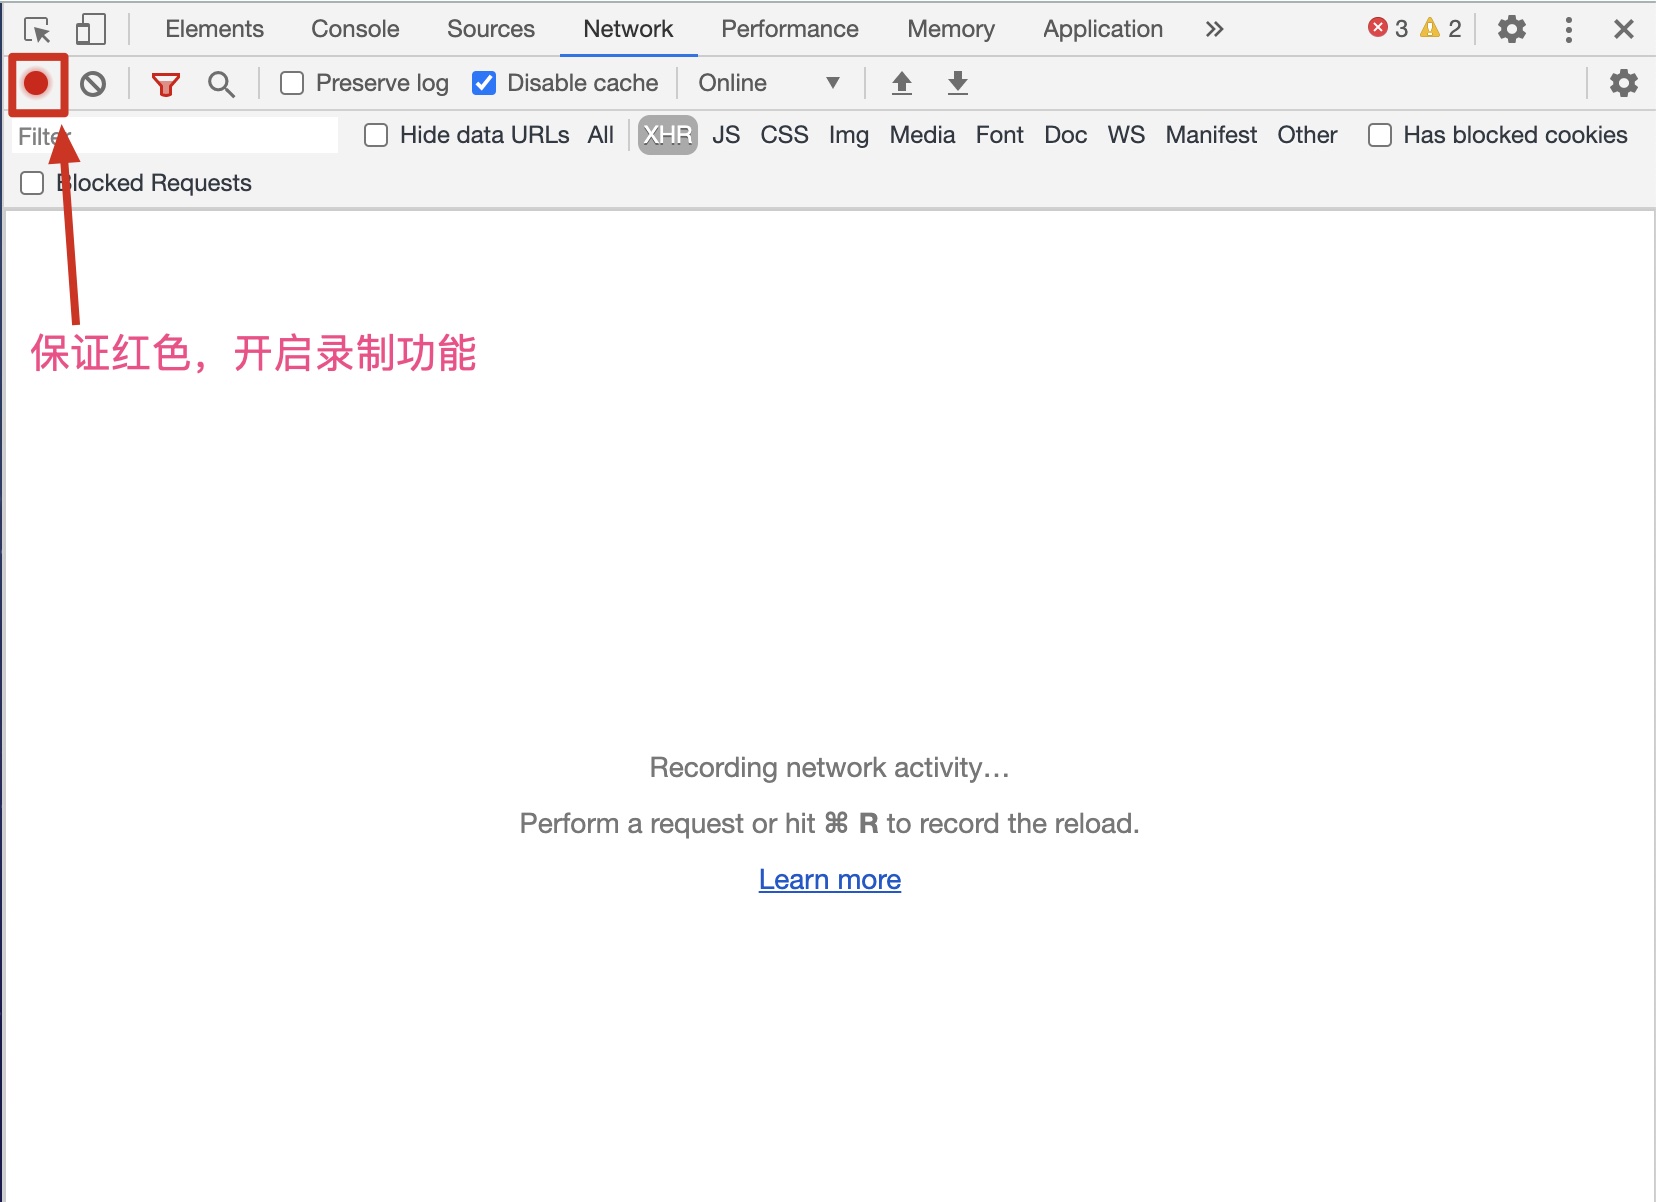 Elements Console Sources Network Performance Memory Application » 3 2
Preserve log Disable cache Online
Filter Hide data URLs All XHR JS CSS Img Media Font Doc WS Manifest Other Has blocked cookies
Blocked Requests
保证红色，开启录制功能
Recording network activity…
Perform a request or hit ⌘ R to record the reload.
Learn more